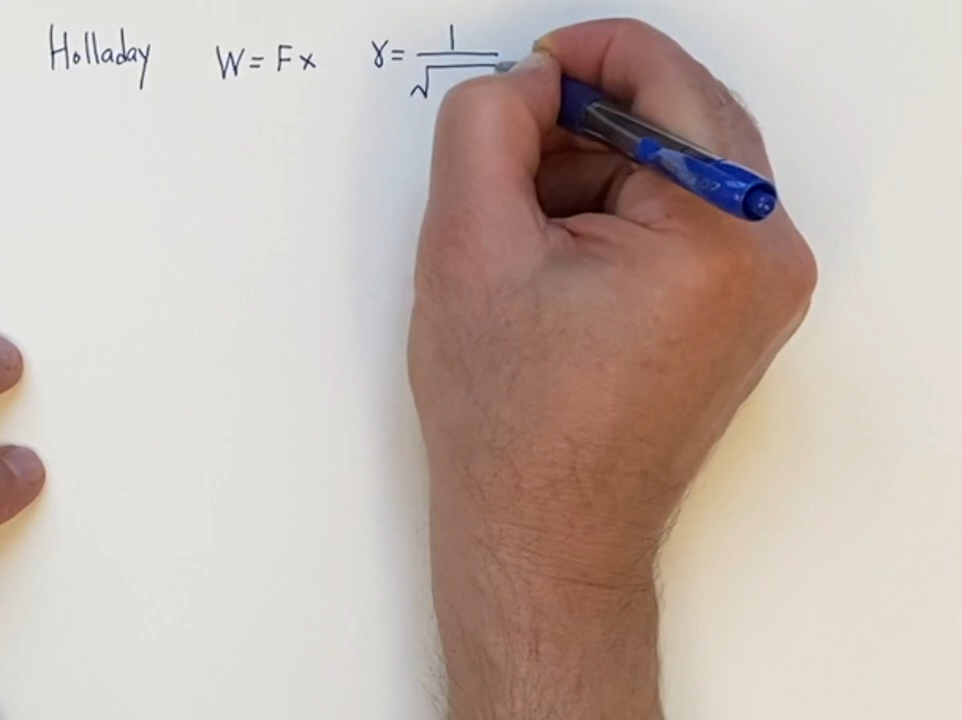 Holladay W = Fx γ = 1/√